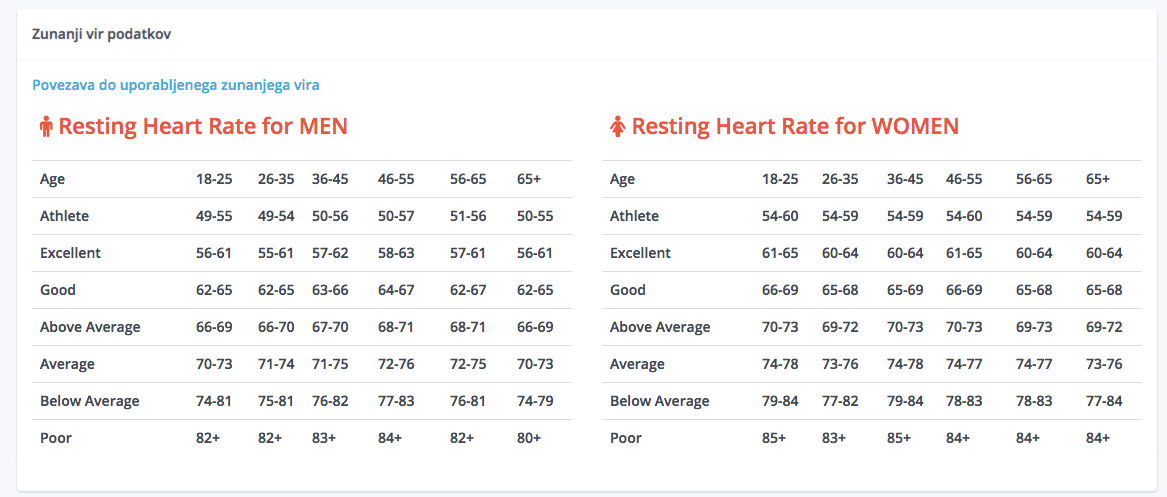 Zunanji vir podatkov
Povezava do uporabljenega zunanjega vira
Resting Heart Rate for MEN
Age 18-25 26-35 36-45 46-55 56-65 65+
Athlete 49-55 49-54 50-56 50-57 51-56 50-55
Excellent 56-61 55-61 57-62 58-63 57-61 56-61
Good 62-65 62-65 63-66 64-67 62-67 62-65
Above Average 66-69 66-70 67-70 68-71 68-71 66-69
Average 70-73 71-74 71-75 72-76 72-75 70-73
Below Average 74-81 75-81 76-82 77-83 76-81 74-79
Poor 82+ 82+ 83+ 84+ 82+ 80+
Resting Heart Rate for WOMEN
Age 18-25 26-35 36-45 46-55 56-65 65+
Athlete 54-60 54-59 54-59 54-60 54-59 54-59
Excellent 61-65 60-64 60-64 61-65 60-64 60-64
Good 66-69 65-68 65-69 66-69 65-68 65-68
Above Average 70-73 69-72 70-73 70-73 69-73 69-72
Average 74-78 73-76 74-78 74-77 74-77 73-76
Below Average 79-84 77-82 79-84 78-83 78-83 77-84
Poor 85+ 83+ 85+ 84+ 84+ 84+